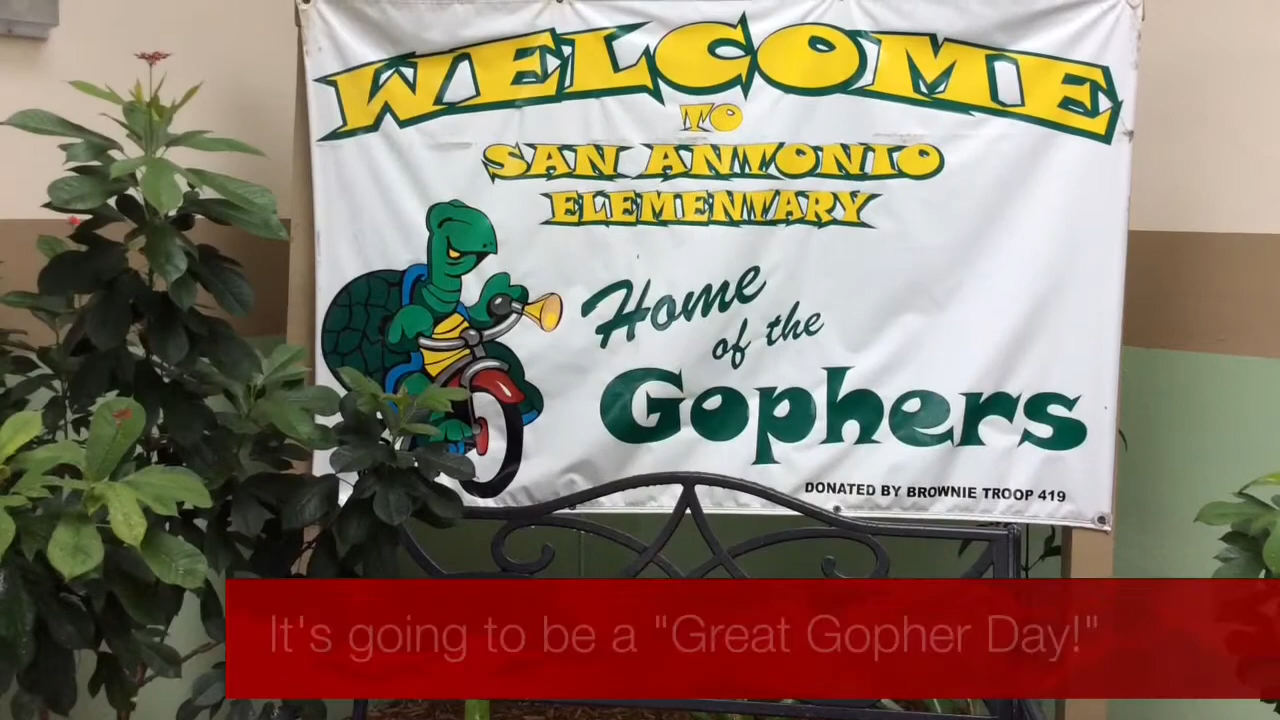 WELCOME
TO
SAN ANTONIO
ELEMENTARY
Home
of the
Gophers
DONATED BY BROWNIE TROOP 419
It's going to be a "Great Gopher Day!"